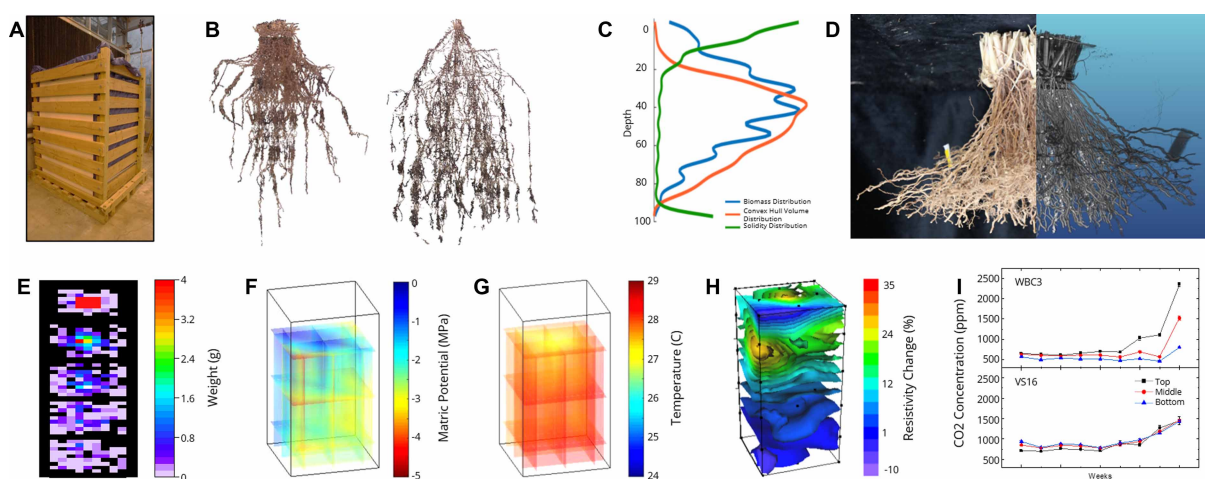 A
B
C
D
0
20
40
60
80
100
Depth
Biomass Distribution
Convex Hull Volume
Distribution
Solidity Distribution
E
4
3.2
2.4
1.6
0.8
0
Weight (g)
F
0
-1
-2
-3
-4
-5
Matric Potential (MPa)
G
29
28
27
26
25
24
Temperature (C)
H
35
24
12
1
-10
Resistivity Change (%)
I
CO2 Concentration (ppm)
2500
2000
1500
1000
500
WBC3
2500
2000
1500
1000
500
VS16
Top
Middle
Bottom
Weeks